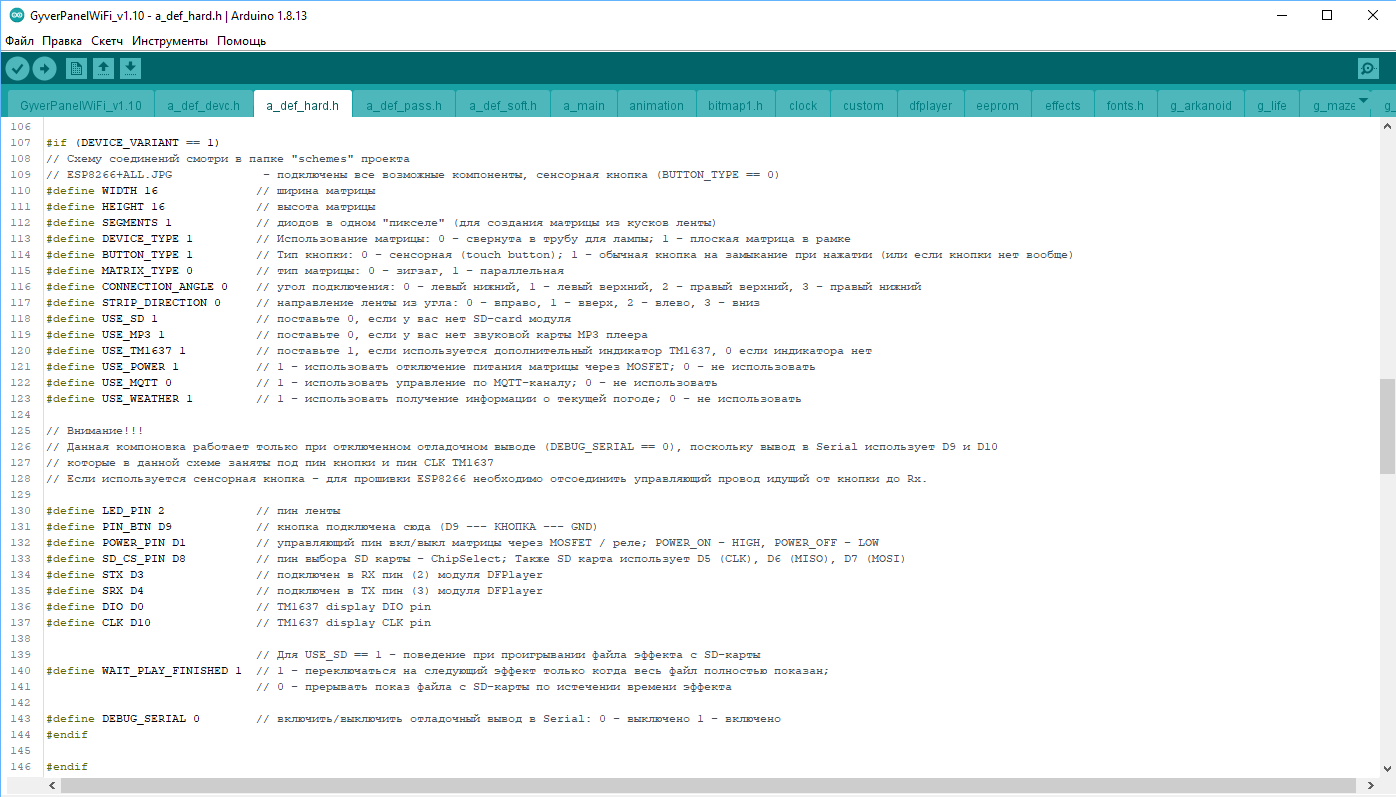 GyverPanelWiFi_v1.10 - a_def_hard.h | Arduino 1.8.13
Файл Правка Скетч Инструменты Помощь
GyverPanelWiFi_v1.10 a_def_devc.h a_def_hard.h a_def_pass.h a_def_soft.h a_main animation bitmap1.h clock custom dfplayer eeprom effects fonts.h g_arkanoid g_life g_maze g_
106
107 #if (DEVICE_VARIANT == 1)
108 // Схему соединений смотри в папке "schemes" проекта
109 // ESP8266+ALL.JPG - подключены все возможные компоненты, сенсорная кнопка (BUTTON_TYPE == 0)
110 #define WIDTH 16 // ширина матрицы
111 #define HEIGHT 16 // высота матрицы
112 #define SEGMENTS 1 // диодов в одном "пикселе" (для создания матрицы из кусков ленты)
113 #define DEVICE_TYPE 1 // Использование матрицы: 0 - свернута в трубу для лампы; 1 - плоская матрица в рамке
114 #define BUTTON_TYPE 1 // Тип кнопки: 0 - сенсорная (touch button); 1 - обычная кнопка на замыкание при нажатии (или если кнопки нет вообще)
115 #define MATRIX_TYPE 0 // тип матрицы: 0 - зигзаг, 1 - параллельная
116 #define CONNECTION_ANGLE 0 // угол подключения: 0 - левый нижний, 1 - левый верхний, 2 - правый верхний, 3 - правый нижний
117 #define STRIP_DIRECTION 0 // направление ленты из угла: 0 - вправо, 1 - вверх, 2 - влево, 3 - вниз
118 #define USE_SD 1 // поставьте 0, если у вас нет SD-card модуля
119 #define USE_MP3 1 // поставьте 0, если у вас нет звуковой карты MP3 плеера
120 #define USE_TM1637 1 // поставьте 1, если используется дополнительный индикатор TM1637, 0 если индикатора нет
121 #define USE_POWER 1 // 1 - использовать отключение питания матрицы через MOSFET; 0 - не использовать
122 #define USE_MQTT 0 // 1 - использовать управление по MQTT-каналу; 0 - не использовать
123 #define USE_WEATHER 1 // 1 - использовать получение информации о текущей погоде; 0 - не использовать
124
125 // Внимание!!!
126 // Данная компоновка работает только при отключенном отладочном выводе (DEBUG_SERIAL == 0), поскольку вывод в Serial использует D9 и D10
127 // которые в данной схеме заняты под пин кнопки и пин CLK TM1637
128 // Если используется сенсорная кнопка - для прошивки ESP8266 необходимо отсоединить управляющий провод идущий от кнопки до Rx.
129
130 #define LED_PIN 2 // пин ленты
131 #define PIN_BTN D9 // кнопка подключена сюда (D9 --- КНОПКА --- GND)
132 #define POWER_PIN D1 // управляющий пин вкл/выкл матрицы через MOSFET / реле; POWER_ON - HIGH, POWER_OFF - LOW
133 #define SD_CS_PIN D8 // пин выбора SD карты - ChipSelect; Также SD карта использует D5 (CLK), D6 (MISO), D7 (MOSI)
134 #define STX D3 // подключен в RX пин (2) модуля DFPlayer
135 #define SRX D4 // подключен в TX пин (3) модуля DFPlayer
136 #define DIO D0 // TM1637 display DIO pin
137 #define CLK D10 // TM1637 display CLK pin
138
139 // Для USE_SD == 1 - поведение при проигрывании файла эффекта с SD-карты
140 #define WAIT_PLAY_FINISHED 1 // 1 - переключаться на следующий эффект только когда весь файл полностью показан;
141 // 0 - прерывать показ файла с SD-карты по истечении времени эффекта
142
143 #define DEBUG_SERIAL 0 // включить/выключить отладочный вывод в Serial: 0 - выключено 1 - включено
144 #endif
145
146 #endif